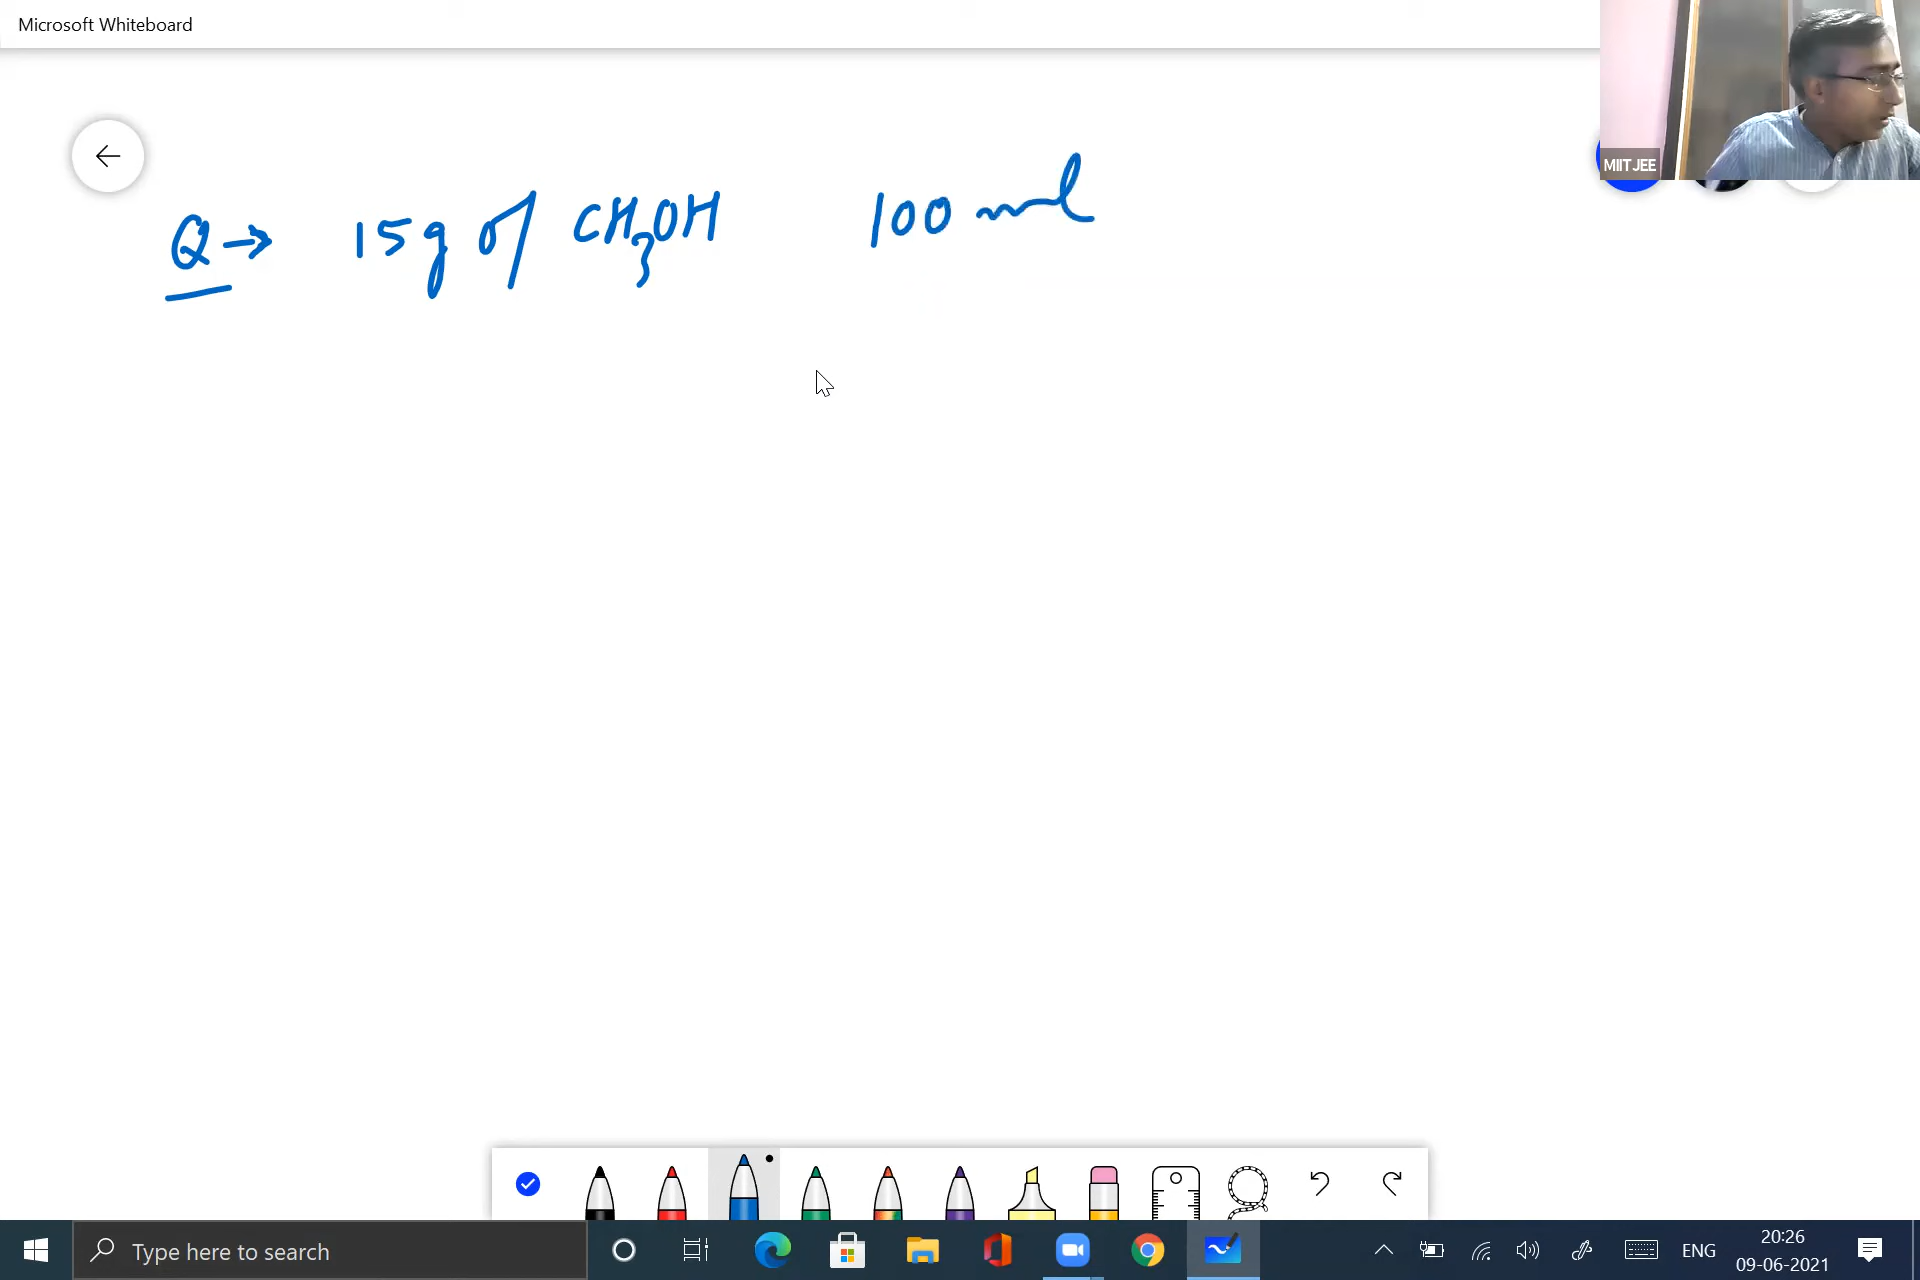 Microsoft Whiteboard
MIIT JEE
Q→ 15g of CH₃OH 100 ml
Type here to search
ENG
20:26
09-06-2021